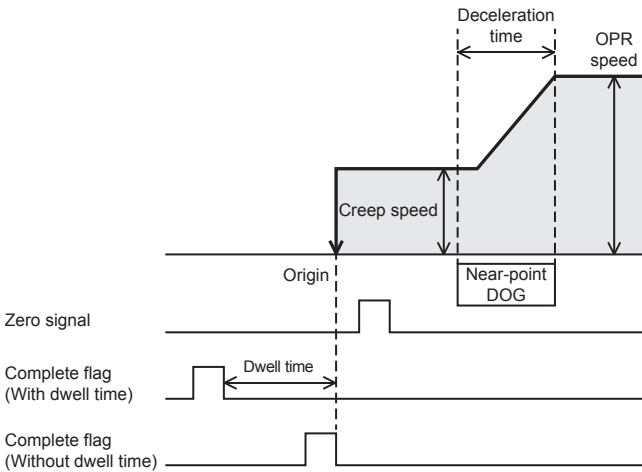 Deceleration
time
OPR
speed
Creep speed
Origin
Near-point
DOG
Zero signal
Complete flag
(With dwell time)
Dwell time
Complete flag
(Without dwell time)